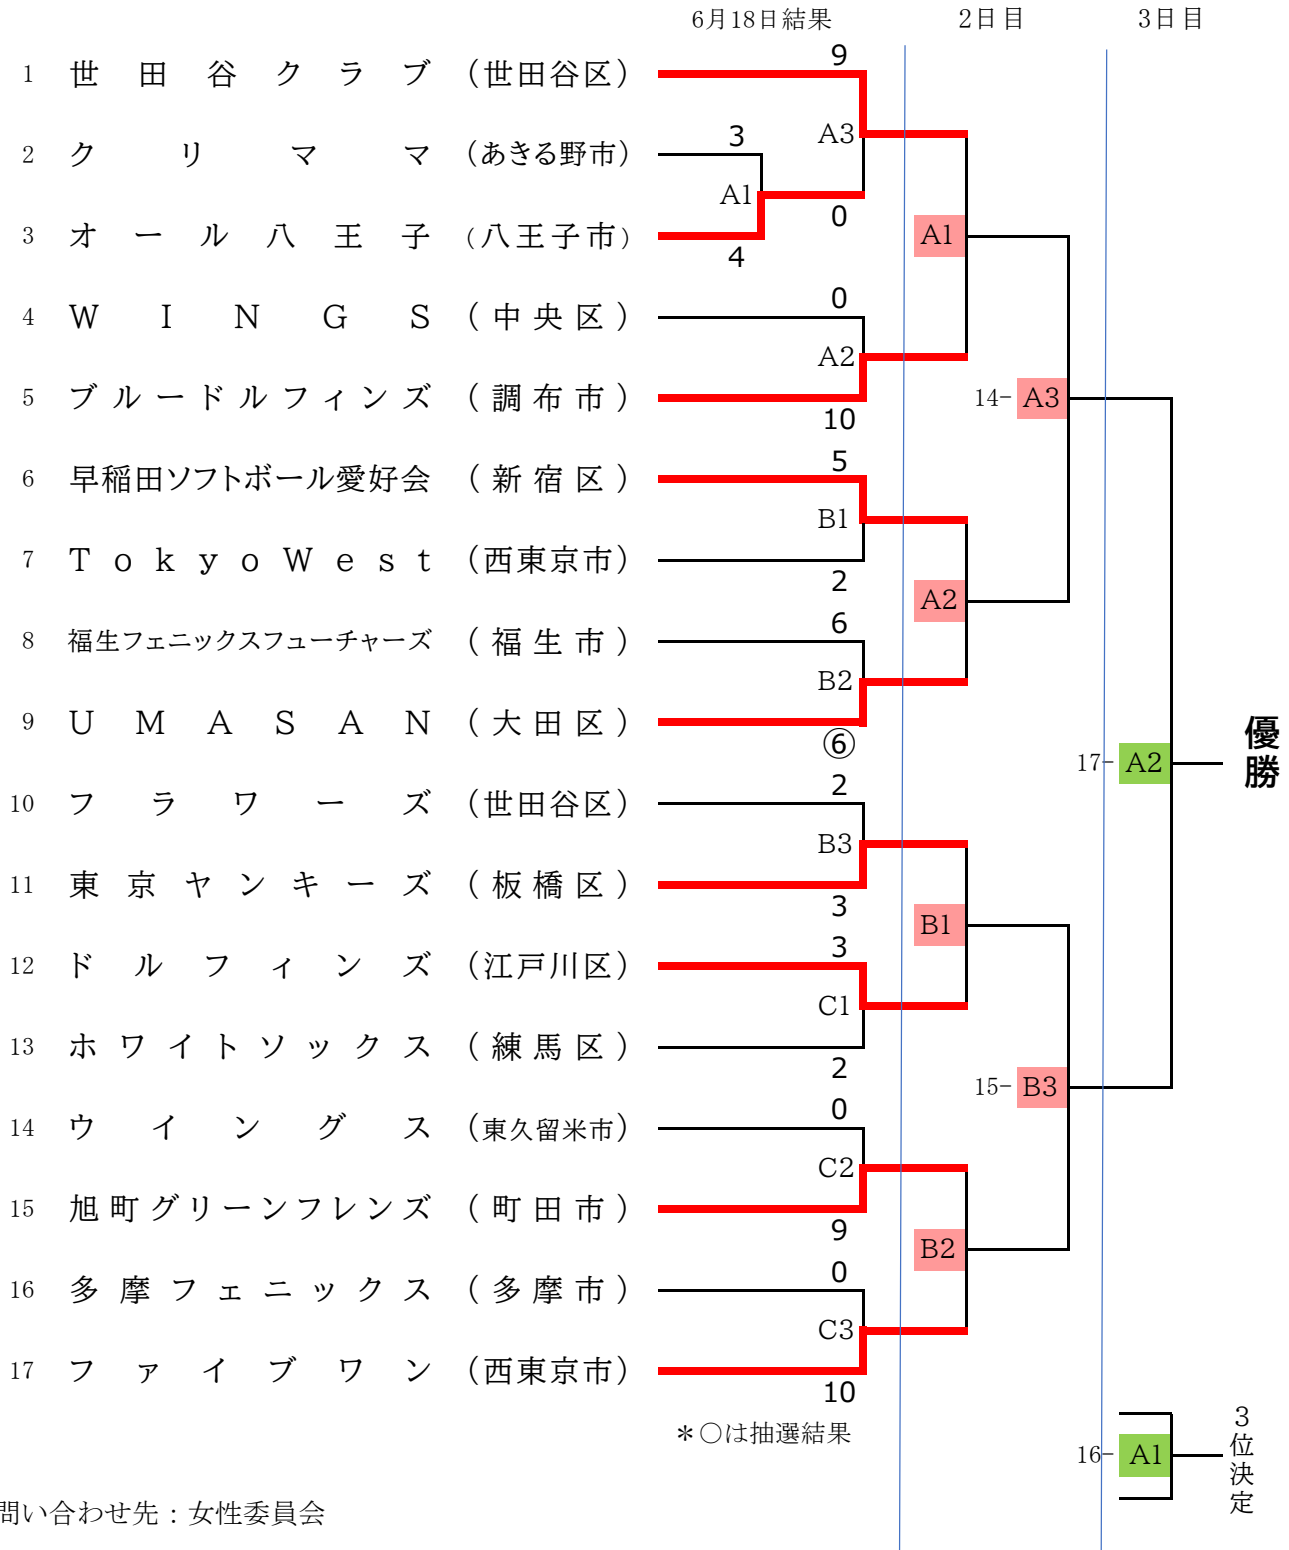 6月18日結果 2日目 3日目
9
1 世田谷クラブ (世田谷区)
3 A3
2 クリママ (あきる野市)
A1
0
3 オール八王子 (八王子市) A1
4
0
4 WINGS (中央区)
A2
5 ブルードルフィンズ (調布市) 14- A3
10
5
6 早稲田ソフトボール愛好会 (新宿区)
B1
7 TokyoWest (西東京市)
2 A2
6
8 福生フェニックスフューチャーズ (福生市)
B2
9 UMASAN (大田区)
⑥
17- A2 優勝
2
10 フラワーズ (世田谷区)
B3
11 東京ヤンキーズ (板橋区)
3
B1
3
12 ドルフィンズ (江戸川区)
C1
13 ホワイトソックス (練馬区)
2
15- B3
0
14 ウイングス (東久留米市)
C2
15 旭町グリーンフレンズ (町田市)
9
B2
0
16 多摩フェニックス (多摩市)
C3
17 ファイブワン (西東京市)
10
*○は抽選結果
16- A1 3位決定
問い合わせ先：女性委員会